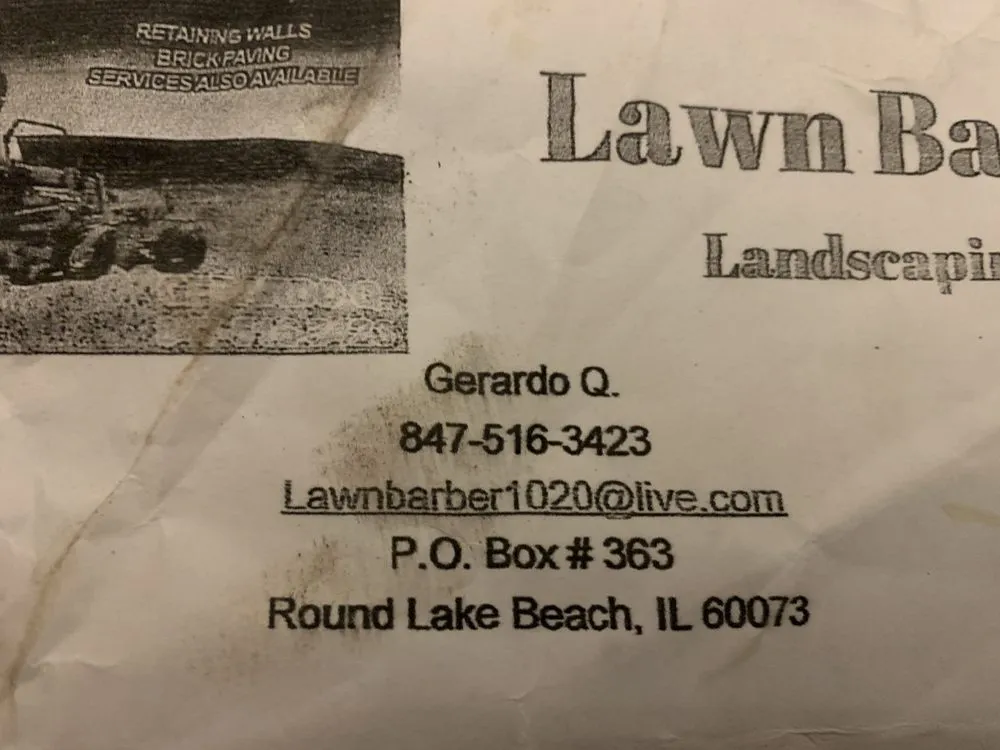 RETAINING WALLS
BRICK PAVING
SERVICES ALSO AVAILABLE
Lawn Ba
Landscapin
Gerardo Q.
847-516-3423
Lawnbarber1020@live.com
P.O. Box # 363
Round Lake Beach, IL 60073